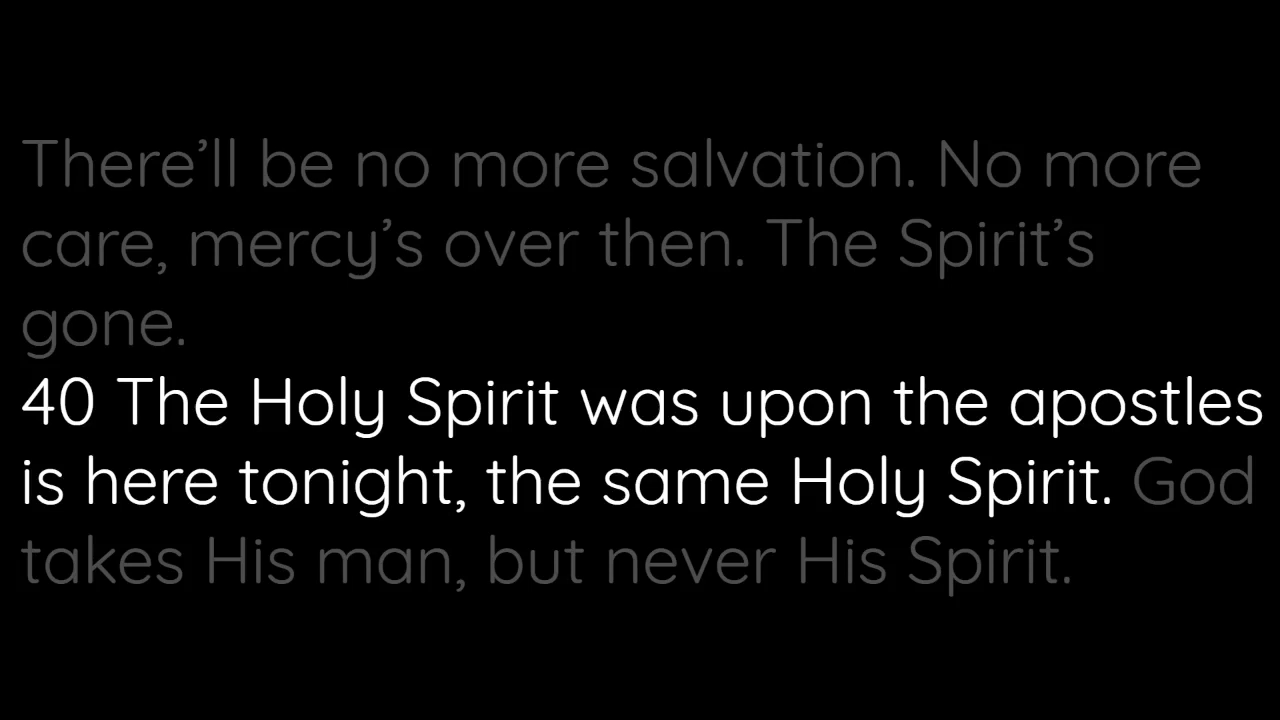 There’ll be no more salvation. No more
care, mercy’s over then. The Spirit’s
gone.
40 The Holy Spirit was upon the apostles
is here tonight, the same Holy Spirit. God
takes His man, but never His Spirit.